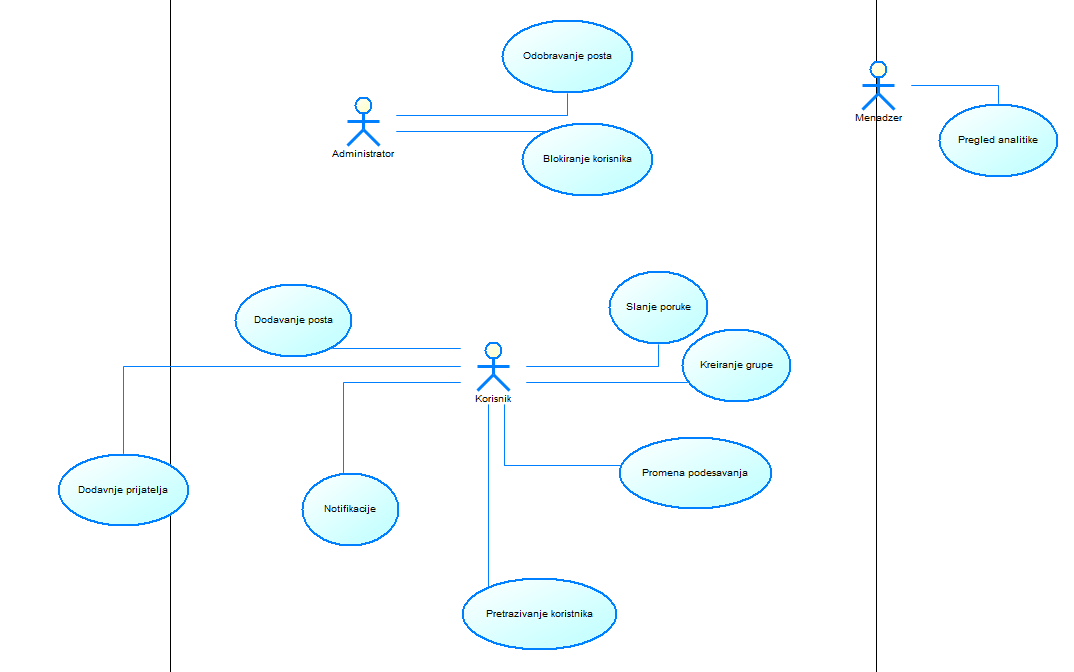 Odobravanje posta
Menadzer
Pregled analitike
Administrator
Blokiranje korisnika
Slanje poruke
Dodavanje posta
Kreiranje grupe
Korisnik
Promena podesavanja
Dodavnje prijatelja
Notifikacije
Pretrazivanje koristnika